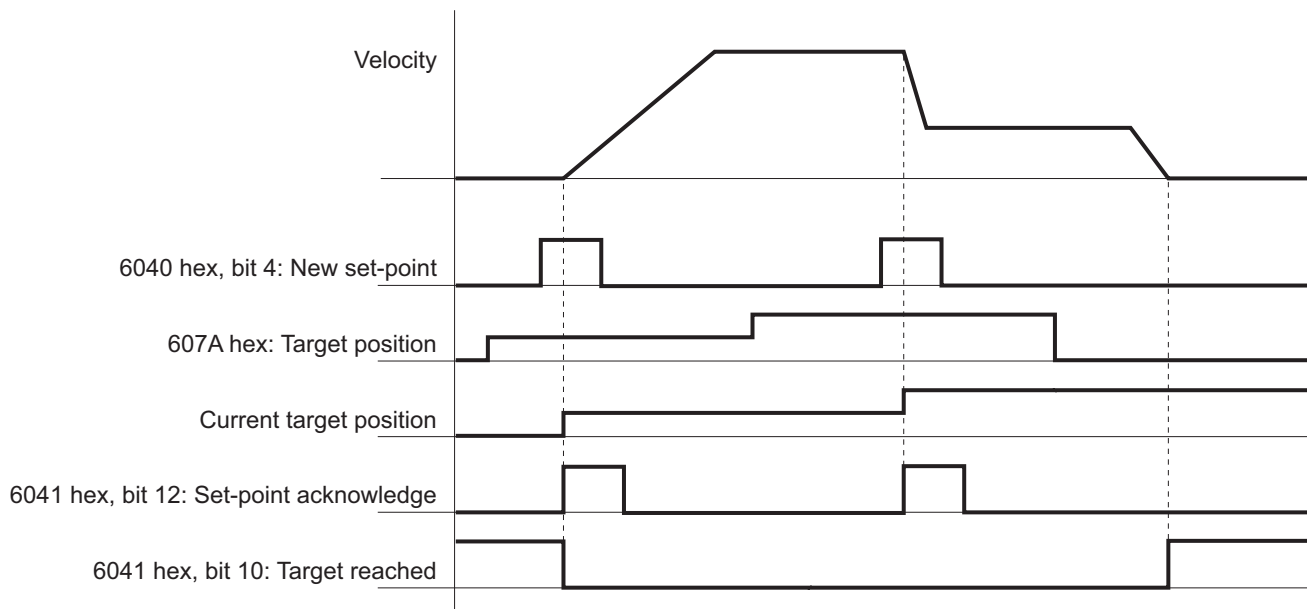 Velocity
6040 hex, bit 4: New set-point
607A hex: Target position
Current target position
6041 hex, bit 12: Set-point acknowledge
6041 hex, bit 10: Target reached